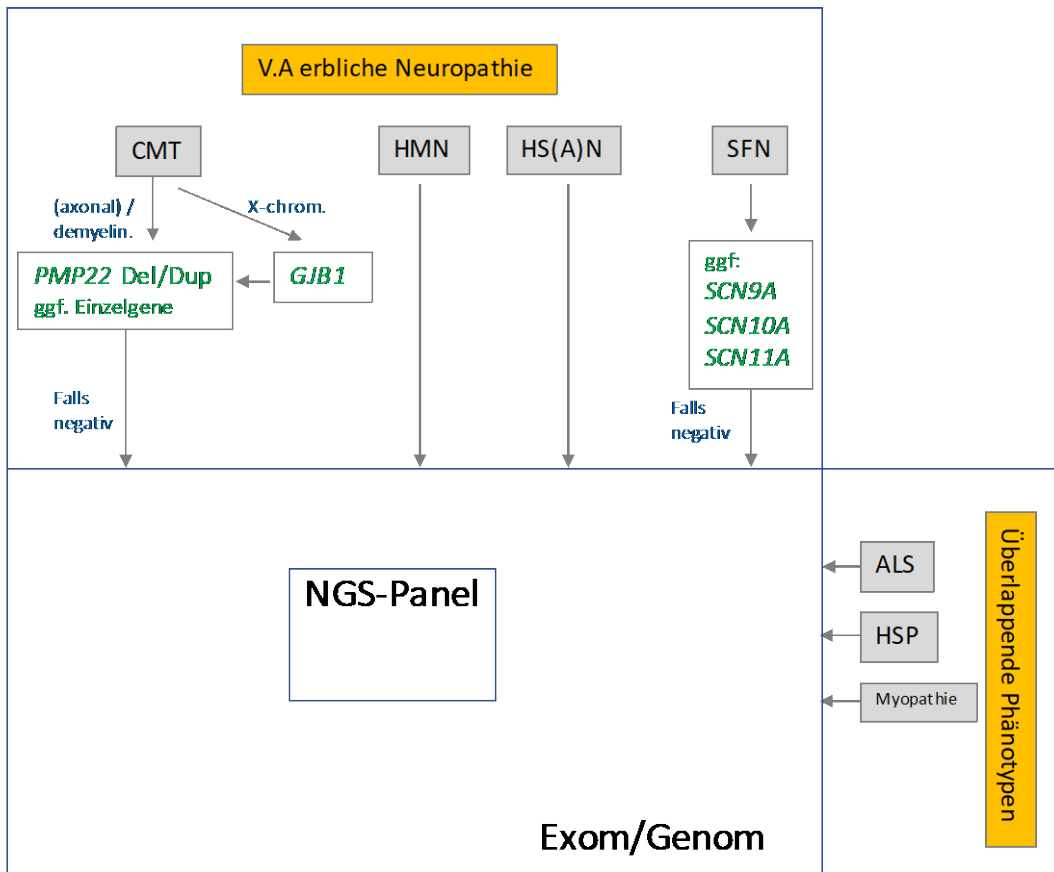 V.A erbliche Neuropathie
CMT
HMN
HS(A)N
SFN
(axonal) /
demyelin.
X-chrom.
PMP22 Del/Dup
ggf. Einzelgene
GJB1
ggf:
SCN9A
SCN10A
SCN11A
Falls
negativ
Falls
negativ
NGS-Panel
Exom/Genom
ALS
HSP
Myopathie
Überlappende Phänotypen